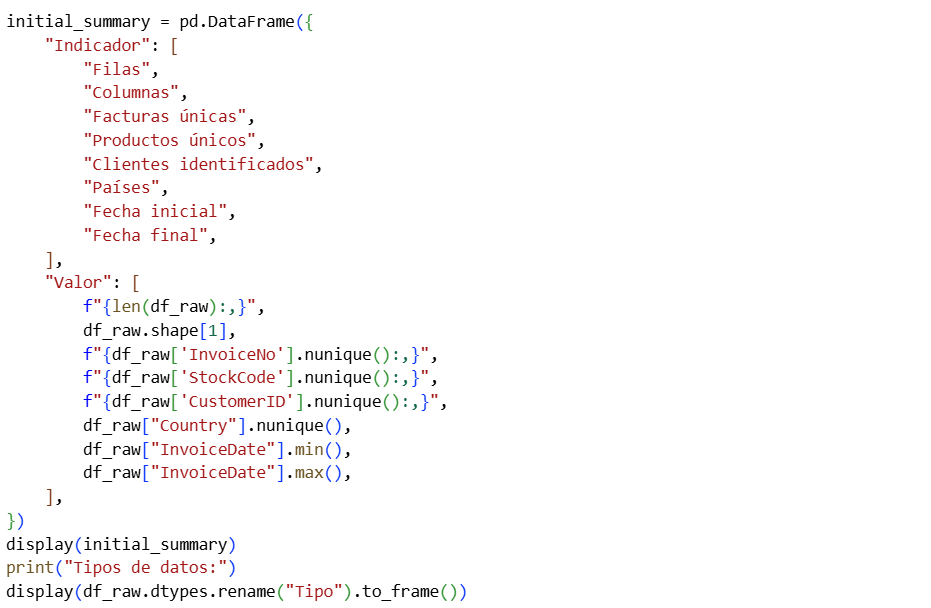 initial_summary = pd.DataFrame({
    "Indicador": [
        "Filas",
        "Columnas",
        "Facturas únicas",
        "Productos únicos",
        "Clientes identificados",
        "Países",
        "Fecha inicial",
        "Fecha final",
    ],
    "Valor": [
        f"{len(df_raw):,}",
        df_raw.shape[1],
        f"{df_raw['InvoiceNo'].nunique():,}",
        f"{df_raw['StockCode'].nunique():,}",
        f"{df_raw['CustomerID'].nunique():,}",
        df_raw["Country"].nunique(),
        df_raw["InvoiceDate"].min(),
        df_raw["InvoiceDate"].max(),
    ],
})
display(initial_summary)
print("Tipos de datos:")
display(df_raw.dtypes.rename("Tipo").to_frame())